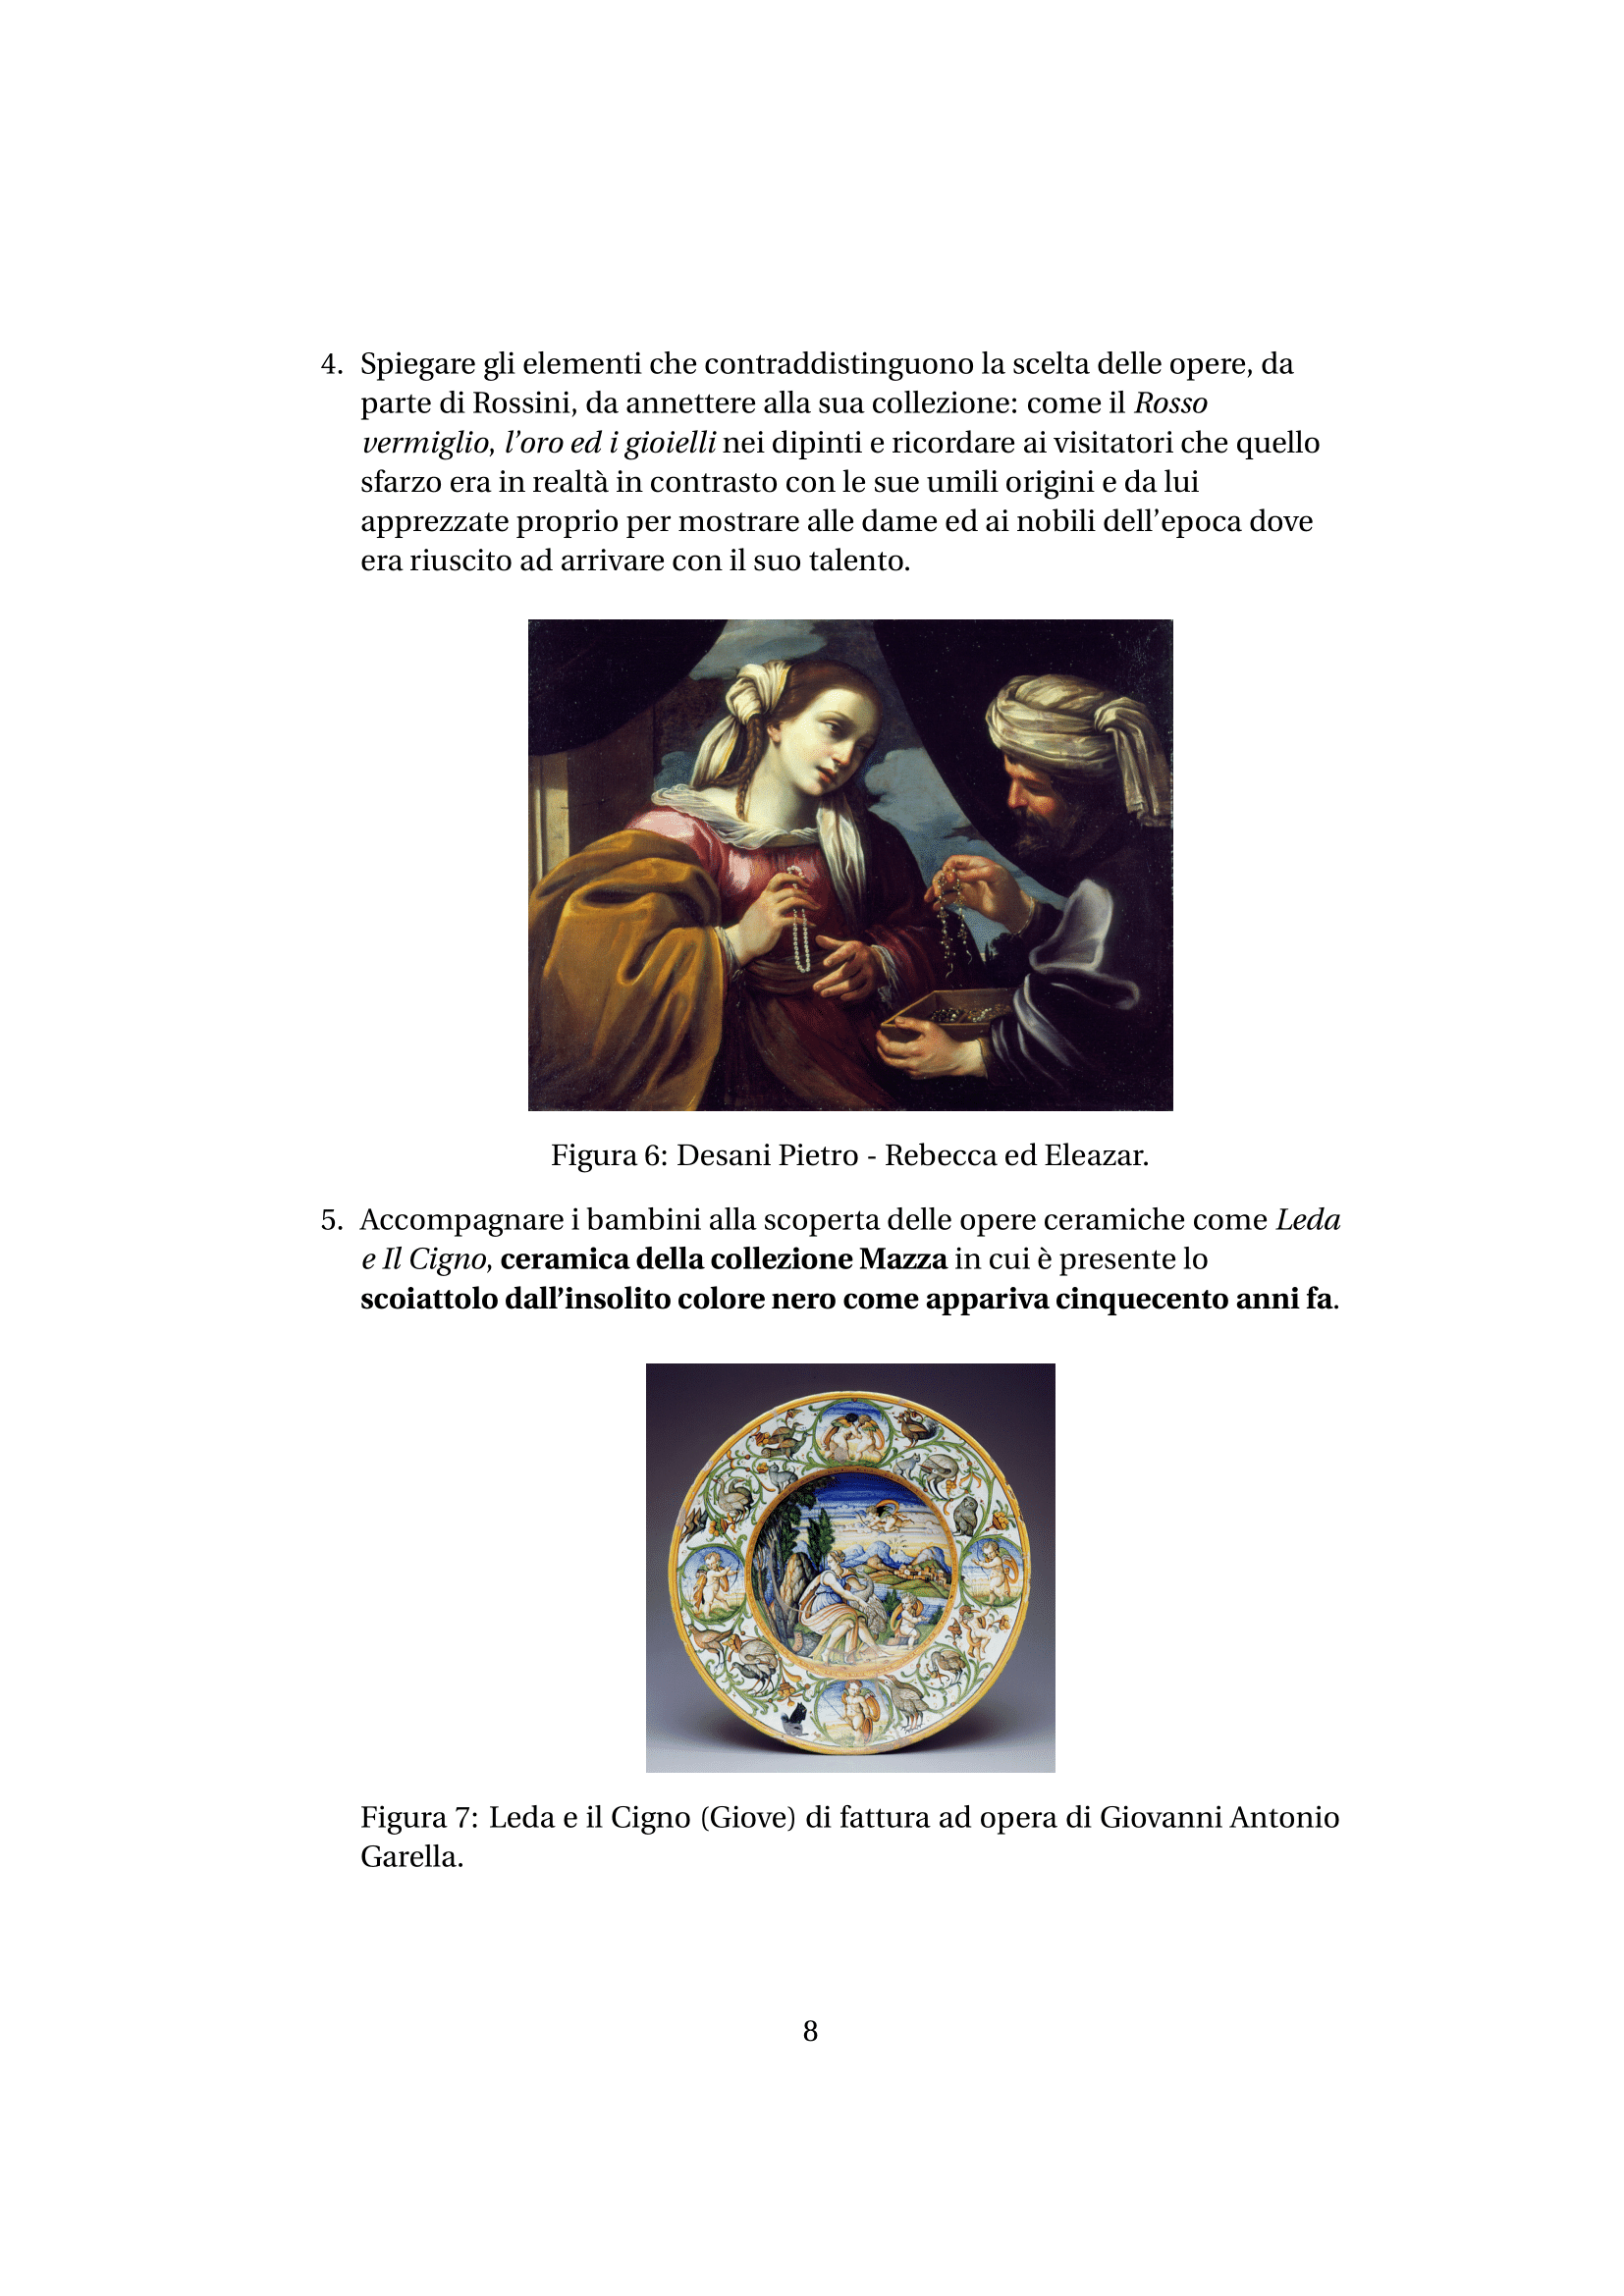 4. Spiegare gli elementi che contraddistinguono la scelta delle opere, da
parte di Rossini, da annettere alla sua collezione: come il Rosso
vermiglio, l'oro ed i gioielli nei dipinti e ricordare ai visitatori che quello
sfarzo era in realtà in contrasto con le sue umili origini e da lui
apprezzate proprio per mostrare alle dame ed ai nobili dell'epoca dove
era riuscito ad arrivare con il suo talento.
Figura 6: Desani Pietro - Rebecca ed Eleazar.
5. Accompagnare i bambini alla scoperta delle opere ceramiche come Leda
e Il Cigno, ceramica della collezione Mazza in cui è presente lo
scoiattolo dall'insolito colore nero come appariva cinquecento anni fa.
Figura 7: Leda e il Cigno (Giove) di fattura ad opera di Giovanni Antonio
Garella.
8